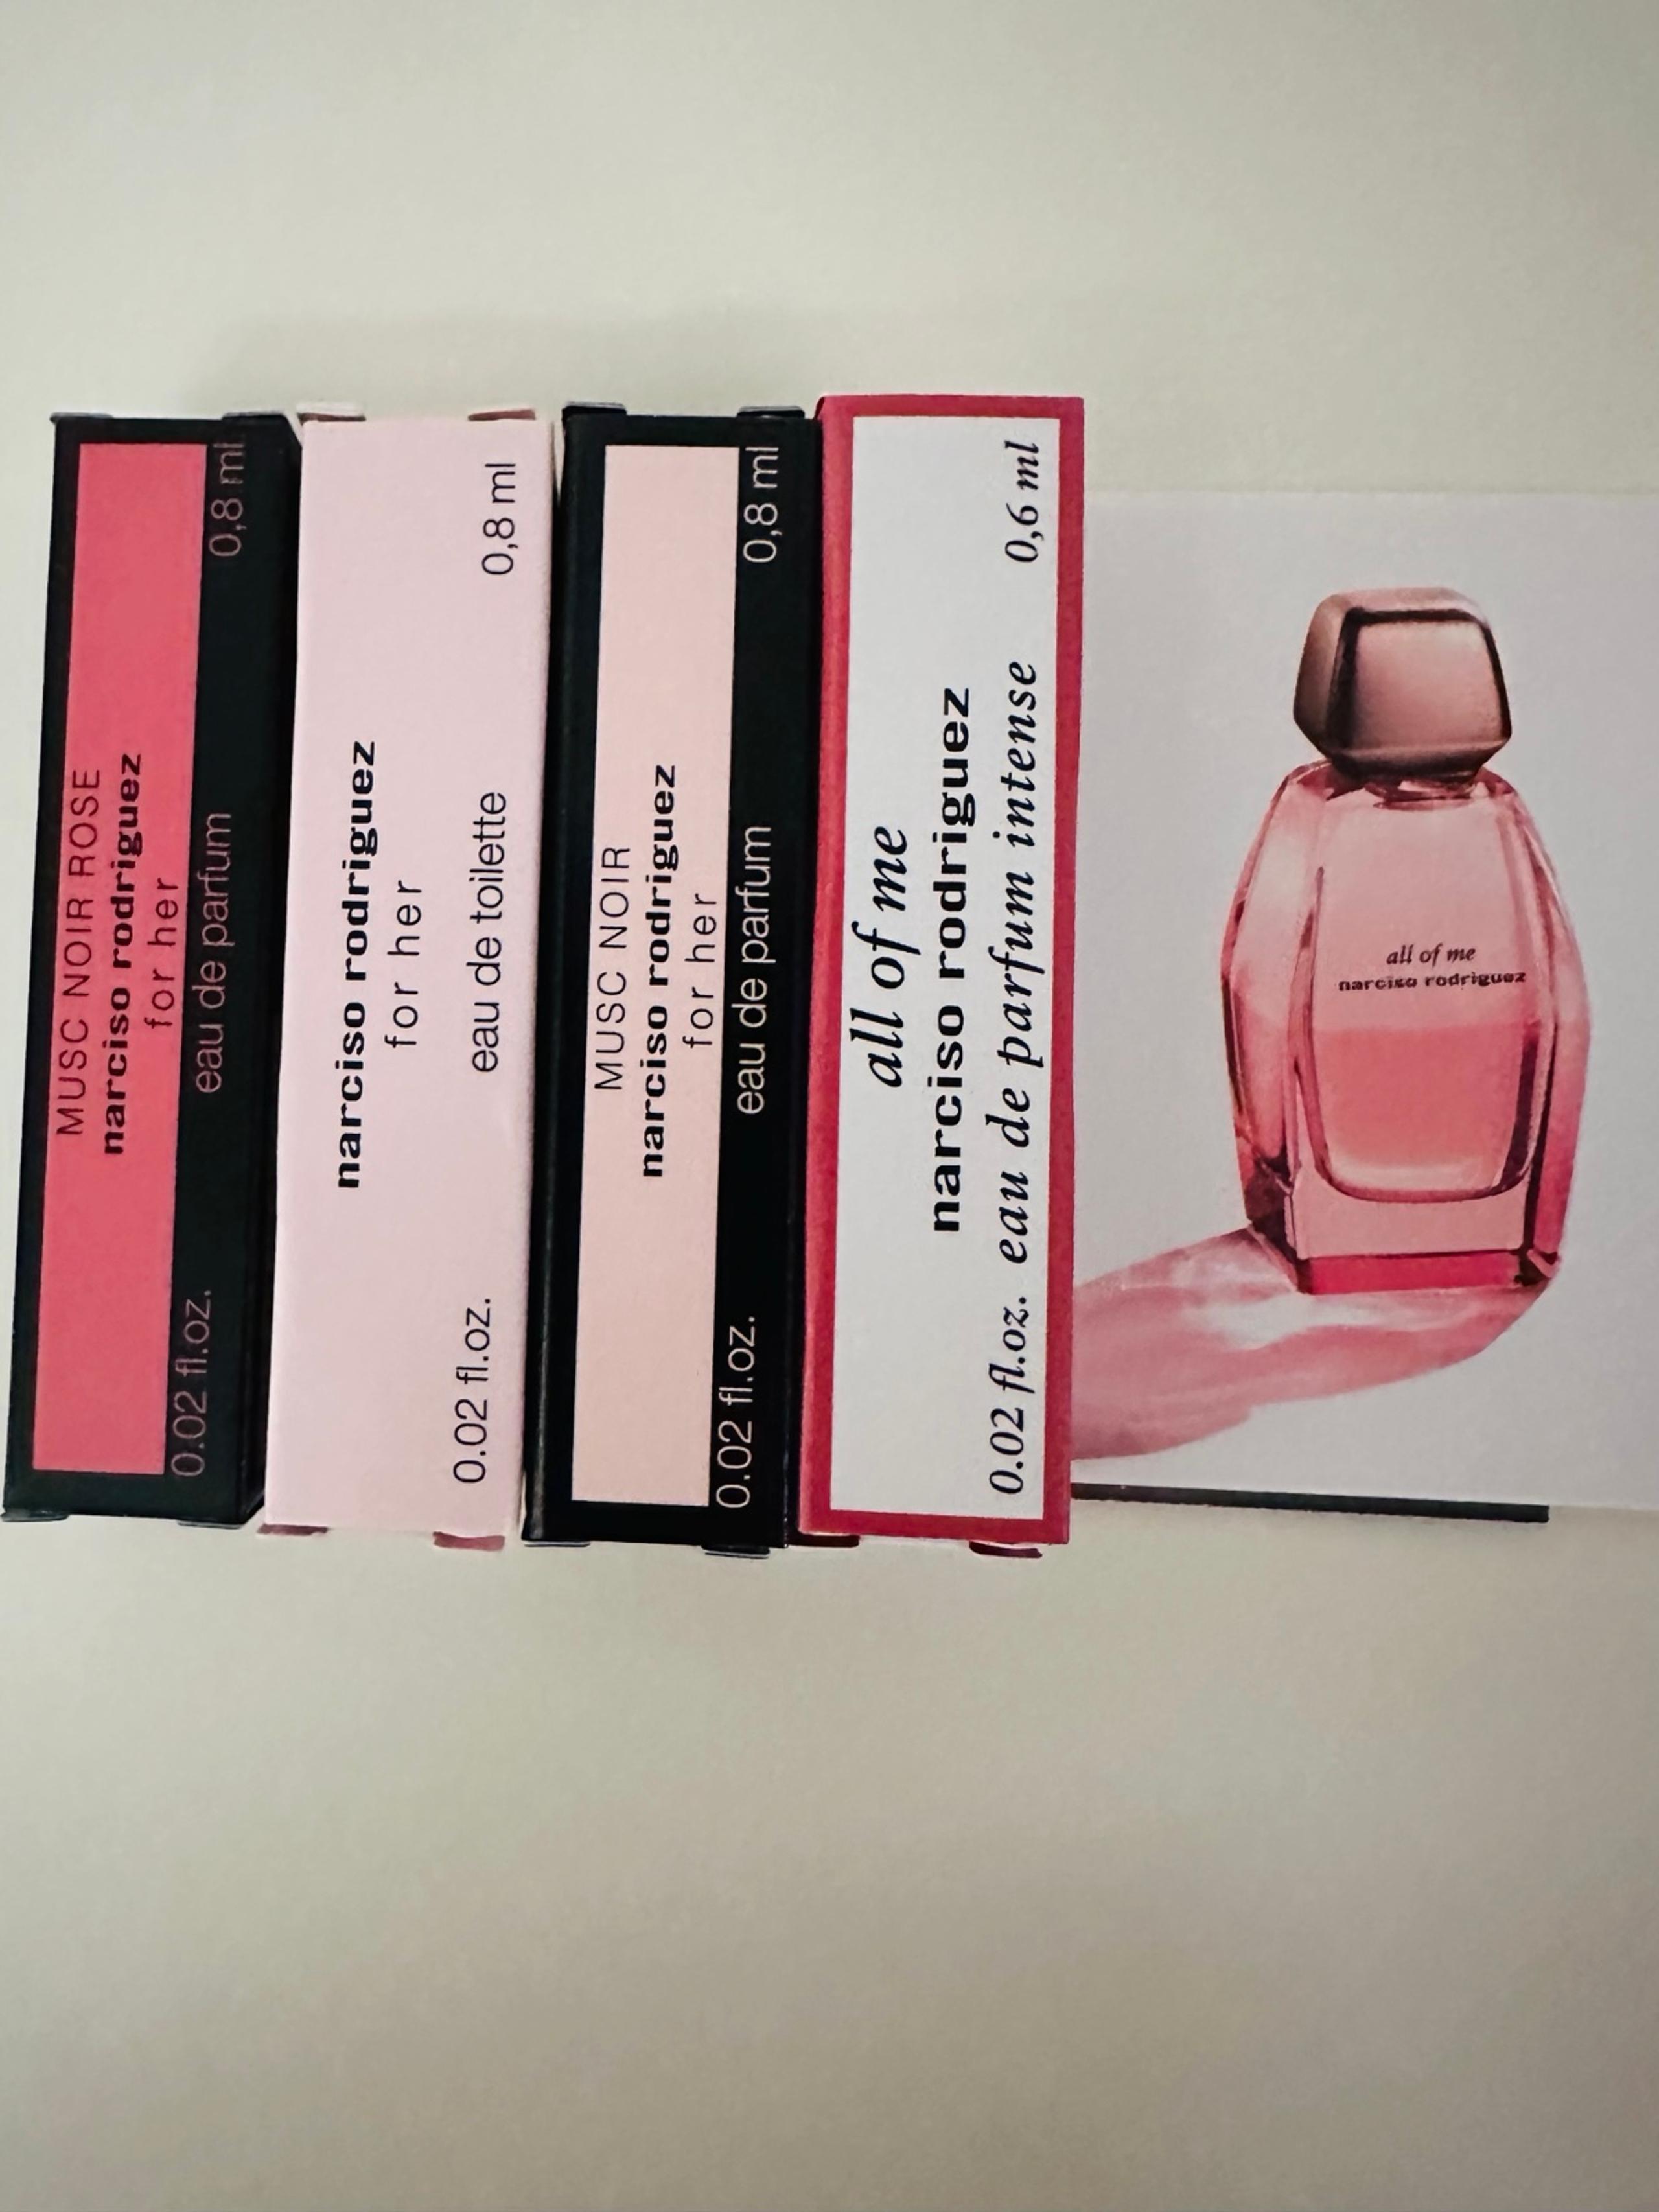 MUSC NOIR ROSE
narciso rodriguez
for her
0.02 fl.oz. eau de parfum 0,8 ml
narciso rodriguez
for her
0.02 fl.oz. eau de toilette 0,8 ml
MUSC NOIR
narciso rodriguez
for her
0.02 fl.oz. eau de parfum 0,8 ml
all of me
narciso rodriguez
0.02 fl.oz. eau de parfum intense 0,6 ml
all of me
narciso rodriguez